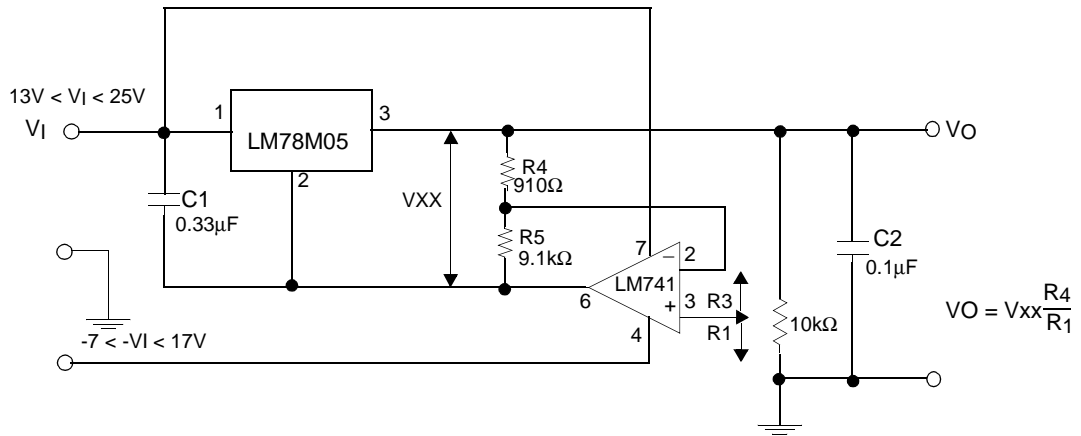 13V < VI < 25V
VI
1
LM78M05
3
2
C1
0.33μF
VXX
R4
910Ω
R5
9.1kΩ
VO
7
−
2
LM741
6
+
3
4
R3
R1
10kΩ
C2
0.1μF
-7 < -VI < 17V
VO = Vxx R4/R1